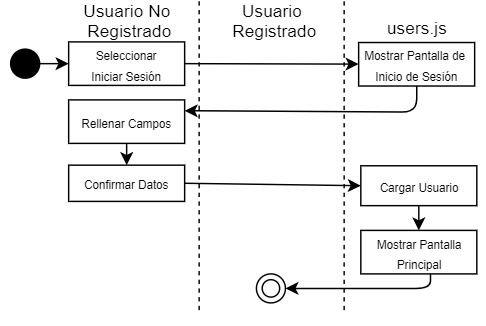 Usuario No
Registrado
Usuario
Registrado
users.js
Seleccionar
Iniciar Sesión
Mostrar Pantalla de
Inicio de Sesión
Rellenar Campos
Confirmar Datos
Cargar Usuario
Mostrar Pantalla
Principal